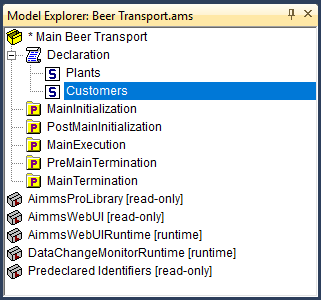 Model Explorer: Beer Transport.ams
* Main Beer Transport
Declaration
S Plants
S Customers
P MainInitialization
P PostMainInitialization
P MainExecution
P PreMainTermination
P MainTermination
AimmsProLibrary [read-only]
AimmsWebUI [read-only]
AimmsWebUIRuntime [runtime]
DataChangeMonitorRuntime [runtime]
Predeclared Identifiers [read-only]